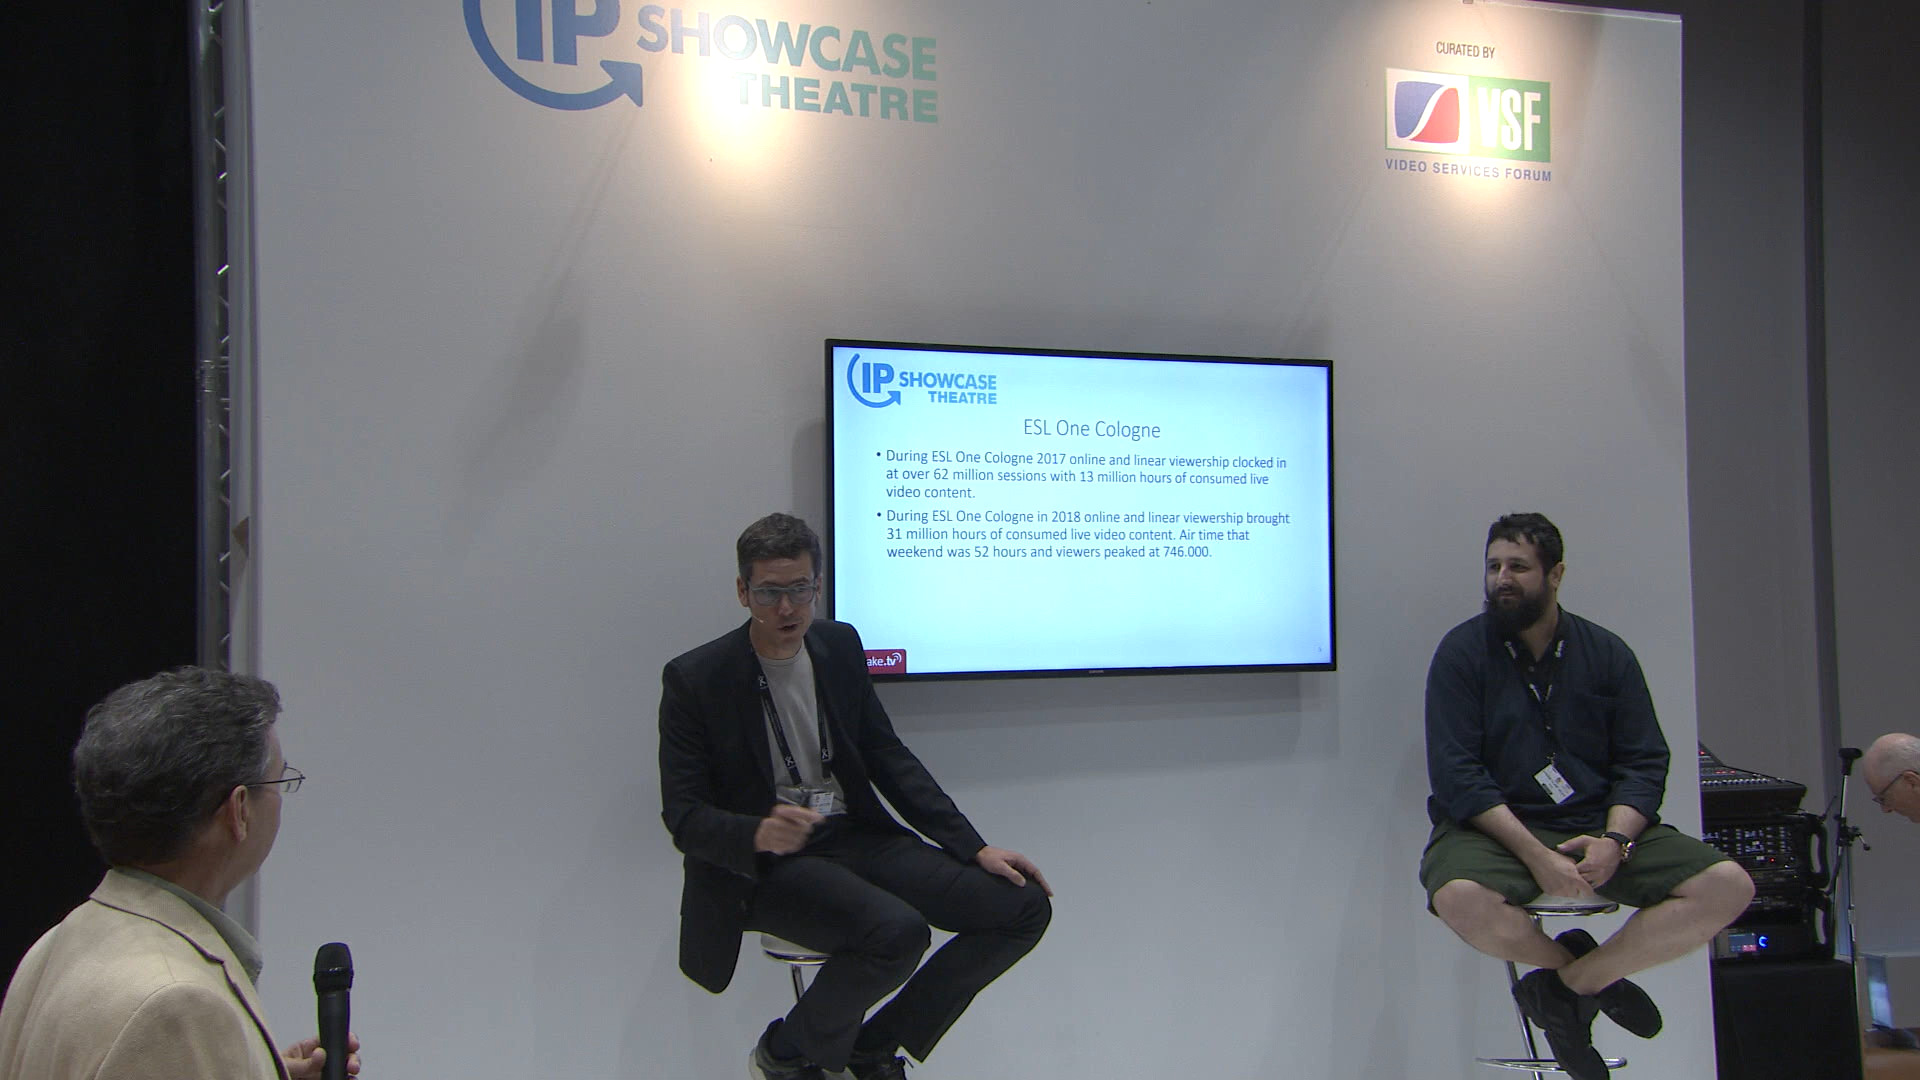 IP SHOWCASE
THEATRE
CURATED BY
VSF
VIDEO SERVICES FORUM
IP SHOWCASE
THEATRE
ESL One Cologne
• During ESL One Cologne 2017 online and linear viewership clocked in
at over 62 million sessions with 13 million hours of consumed live
video content.
• During ESL One Cologne in 2018 online and linear viewership brought
31 million hours of consumed live video content. Air time that
weekend was 52 hours and viewers peaked at 746.000.
ake.tv